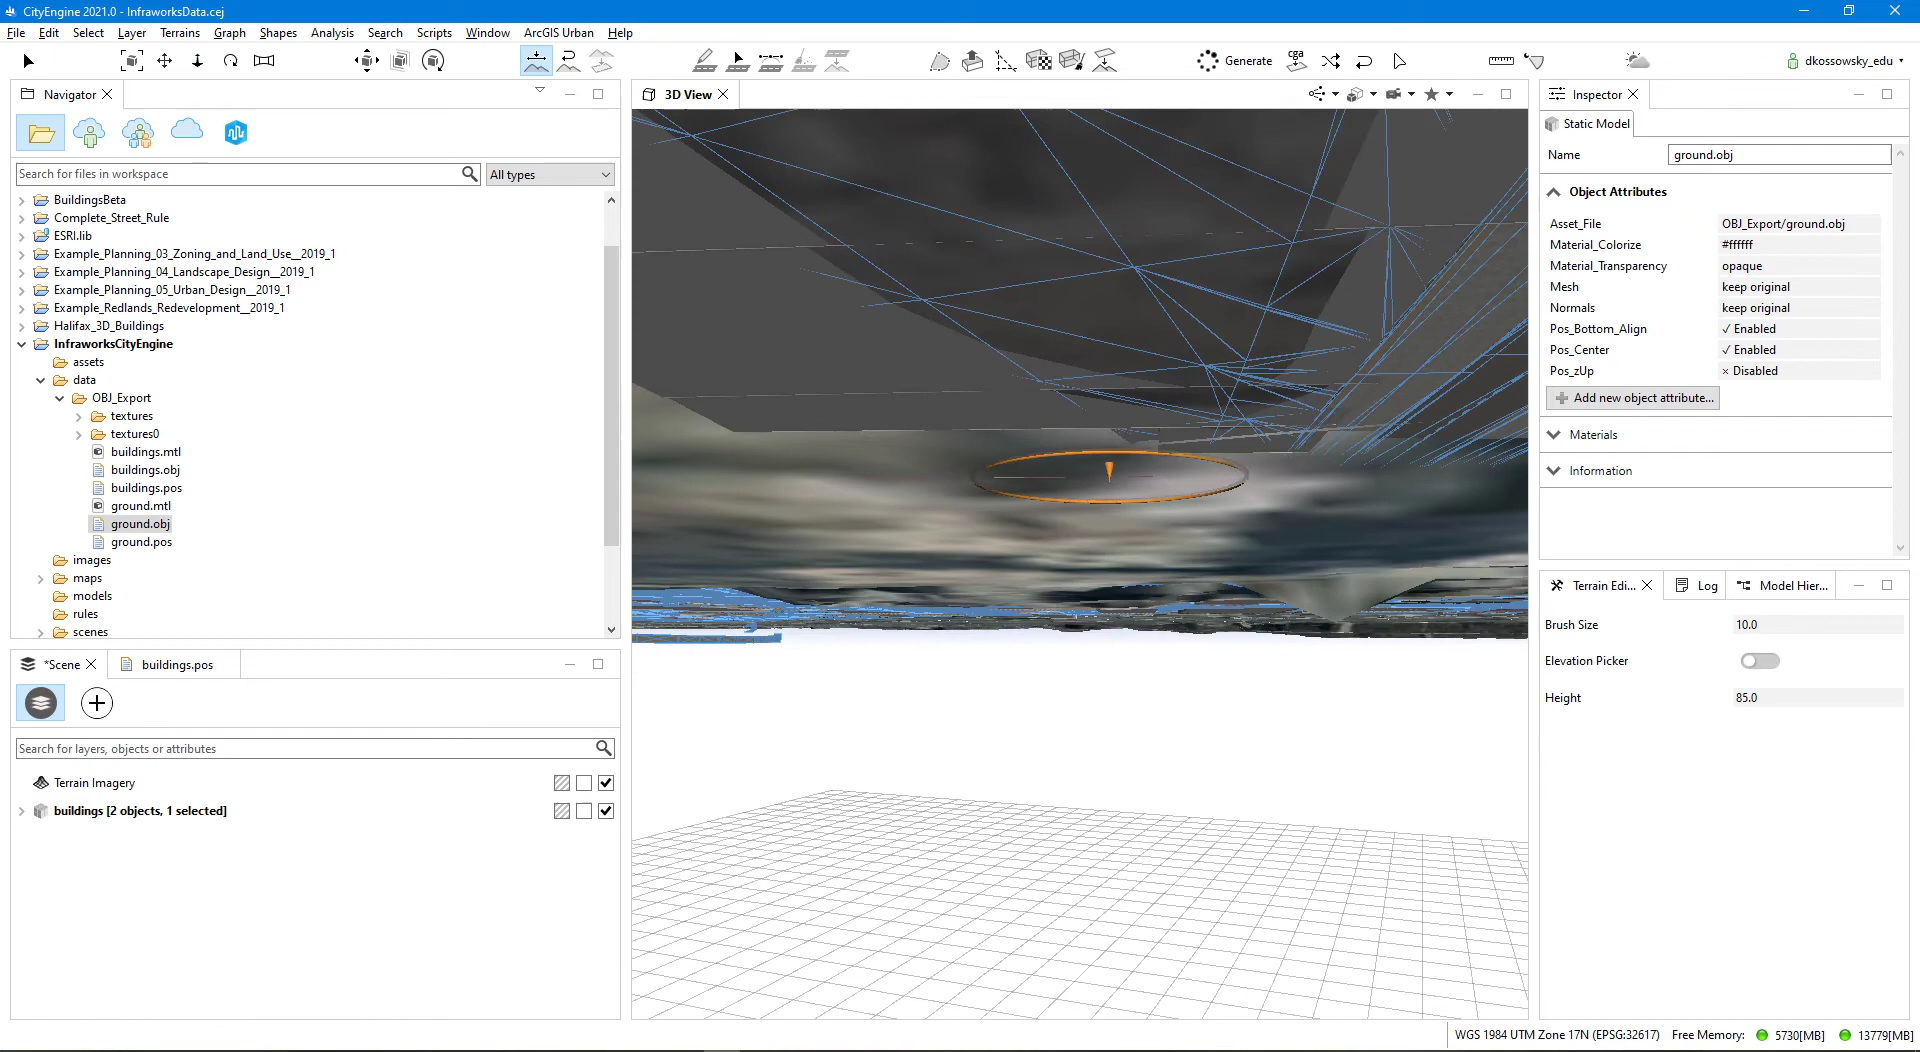 CityEngine 2021.0 - InfraworksData.cej
File Edit Select Layer Terrains Graph Shapes Analysis Search Scripts Window ArcGIS Urban Help
Generate
cga
dkossowsky_edu
Navigator
Search for files in workspace
All types
BuildingsBeta
Complete_Street_Rule
ESRI.lib
Example_Planning_03_Zoning_and_Land_Use__2019_1
Example_Planning_04_Landscape_Design__2019_1
Example_Planning_05_Urban_Design__2019_1
Example_Redlands_Redevelopment__2019_1
Halifax_3D_Buildings
InfraworksCityEngine
assets
data
OBJ_Export
textures
textures0
buildings.mtl
buildings.obj
buildings.pos
ground.mtl
ground.obj
ground.pos
images
maps
models
rules
scenes
*Scene
buildings.pos
Search for layers, objects or attributes
Terrain Imagery
buildings [2 objects, 1 selected]
3D View
Inspector
Static Model
Name ground.obj
Object Attributes
Asset_File OBJ_Export/ground.obj
Material_Colorize #ffffff
Material_Transparency opaque
Mesh keep original
Normals keep original
Pos_Bottom_Align ✓ Enabled
Pos_Center ✓ Enabled
Pos_zUp × Disabled
Add new object attribute...
Materials
Information
Terrain Edi...
Log
Model Hier...
Brush Size 10.0
Elevation Picker
Height 85.0
WGS 1984 UTM Zone 17N (EPSG:32617) Free Memory: 5730[MB] 13779[MB]